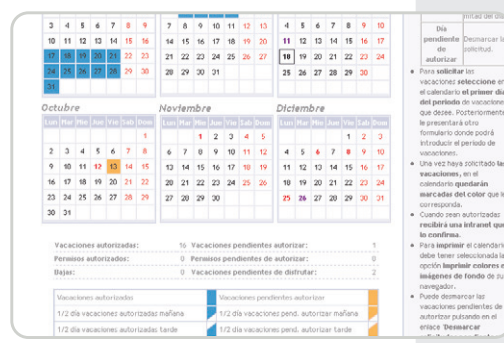 3 4 5 6 7 8 9 6 7 8 9 10 11 12 13 4 5 6 7 8 9 10
10 11 12 13 14 15 16 14 15 16 17 18 19 20 11 12 13 14 15 16 17
17 18 19 20 21 22 23 21 22 23 24 25 26 27 18 19 20 21 22 23 24
24 25 26 27 28 29 30 28 29 30 31 25 26 27 28 29 30
31
Octubre Noviembre Diciembre
Lun Mar Mie Jue Vie Sab Dom Lun Mar Mie Jue Vie Sab Dom Lun Mar Mie Jue Vie Sab Dom
1 1 2 3 4 5 1 2 3
2 3 4 5 6 7 8 6 7 8 9 10 11 12 4 5 6 7 8 9 10
9 10 11 12 13 14 15 13 14 15 16 17 18 19 11 12 13 14 15 16 17
16 17 18 19 20 21 22 20 21 22 23 24 25 26 18 19 20 21 22 23 24
23 24 25 26 27 28 29 27 28 29 30 25 26 27 28 29 30 31
30 31
Vacaciones autorizadas: 16 Vacaciones pendientes autorizar: 1
Permisos autorizados: 0 Permisos pendientes de autorizar: 0
Bajas: 0 Vacaciones pendientes de disfrutar: 2
Vacaciones autorizadas Vacaciones pendientes autorizar
1/2 día vacaciones autorizadas mañana 1/2 día vacaciones pend. autorizar mañana
1/2 día vacaciones autorizadas tarde 1/2 día vacaciones pend. autorizar tarde
Día
pendiente
de
autorizar
Desmarcar la
solicitud.
Para solicitar las
vacaciones seleccione en
el calendario el primer día
del periodo de vacaciones
que desee. Posteriormente
le presentará otro
formulario donde podrá
introducir el periodo de
vacaciones.
Una vez haya solicitado las
vacaciones, en el
calendario quedarán
marcadas del color que le
corresponda.
Cuando sean autorizadas
recibirá una intranet que
lo confirma.
Para imprimir el calendario
debe tener seleccionada la
opción Imprimir colores e
imágenes de fondo de su
navegador.
Puede desmarcar las
vacaciones pendientes de
autorizar pulsando en el
enlace 'Desmarcar